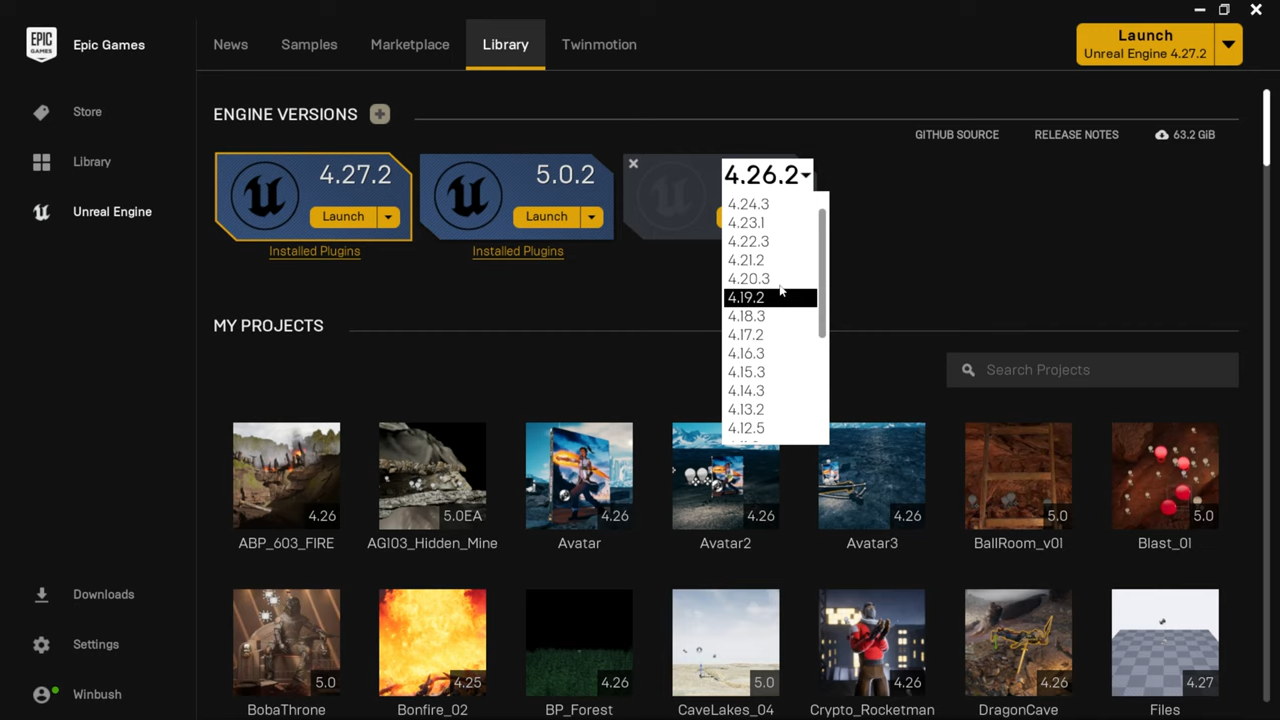 EPIC GAMES
Epic Games
News
Samples
Marketplace
Library
Twinmotion
Launch
Unreal Engine 4.27.2
Store
Library
Unreal Engine
ENGINE VERSIONS
GITHUB SOURCE
RELEASE NOTES
63.2 GiB
4.27.2
Launch
Installed Plugins
5.0.2
Launch
Installed Plugins
4.26.2
4.24.3
4.23.1
4.22.3
4.21.2
4.20.3
4.19.2
4.18.3
4.17.2
4.16.3
4.15.3
4.14.3
4.13.2
4.12.5
MY PROJECTS
Search Projects
4.26
ABP_603_FIRE
5.0EA
AG103_Hidden_Mine
4.26
Avatar
4.26
Avatar2
4.26
Avatar3
5.0
BallRoom_v01
5.0
Blast_01
5.0
BobaThrone
4.25
Bonfire_02
4.26
BP_Forest
5.0
CaveLakes_04
4.26
Crypto_Rocketman
4.26
DragonCave
4.27
Files
Downloads
Settings
Winbush